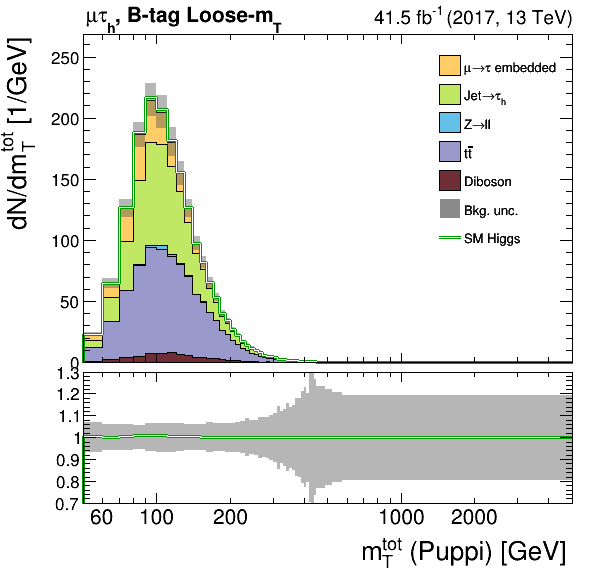 μτh, B-tag Loose-mT
41.5 fb-1 (2017, 13 TeV)
dN/dmTtot [1/GeV]
250
200
150
100
50
0
μ→τ embedded
Jet→τh
Z→ll
tt̄
Diboson
Bkg. unc.
SM Higgs
1.3
1.2
1.1
1
0.9
0.8
0.7
60 100 200 1000 2000
mTtot (Puppi) [GeV]